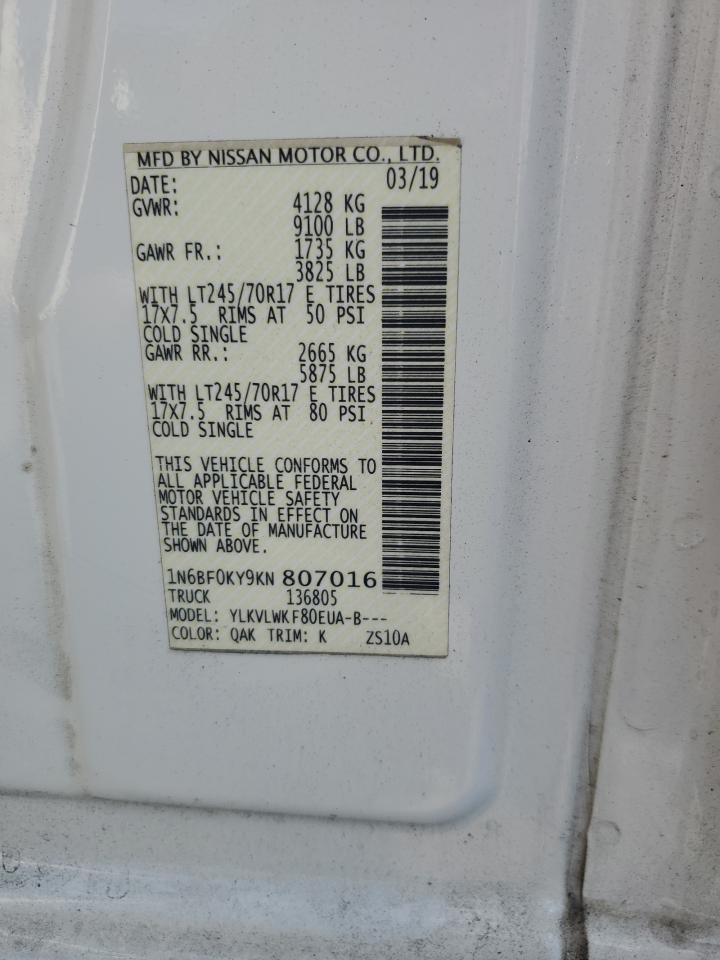 MFD BY NISSAN MOTOR CO., LTD.
DATE: 03/19
GVWR: 4128 KG
9100 LB
GAWR FR.: 1735 KG
3825 LB
WITH LT245/70R17 E TIRES
17X7.5 RIMS AT 50 PSI
COLD SINGLE
GAWR RR.: 2665 KG
5875 LB
WITH LT245/70R17 E TIRES
17X7.5 RIMS AT 80 PSI
COLD SINGLE
THIS VEHICLE CONFORMS TO
ALL APPLICABLE FEDERAL
MOTOR VEHICLE SAFETY
STANDARDS IN EFFECT ON
THE DATE OF MANUFACTURE
SHOWN ABOVE.
1N6BF0KY9KN 807016
TRUCK 136805
MODEL: YLKVLWKF80EUA-B---
COLOR: QAK TRIM: K ZS10A